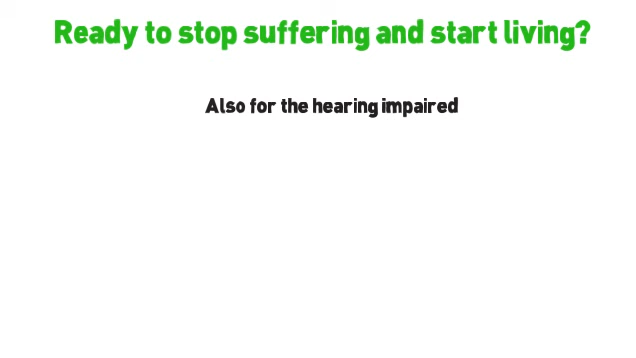 Ready to stop suffering and start living?
Also for the hearing impaired